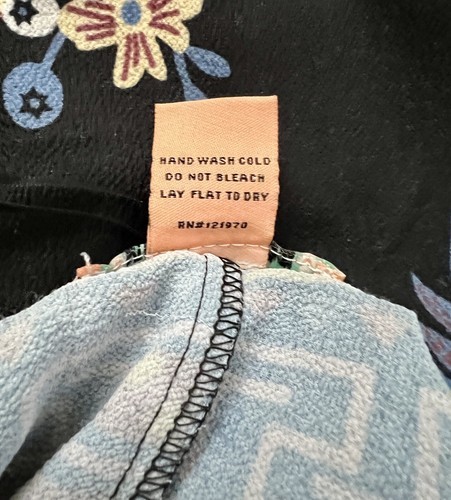 HAND WASH COLD
DO NOT BLEACH
LAY FLAT TO DRY
RN#121970